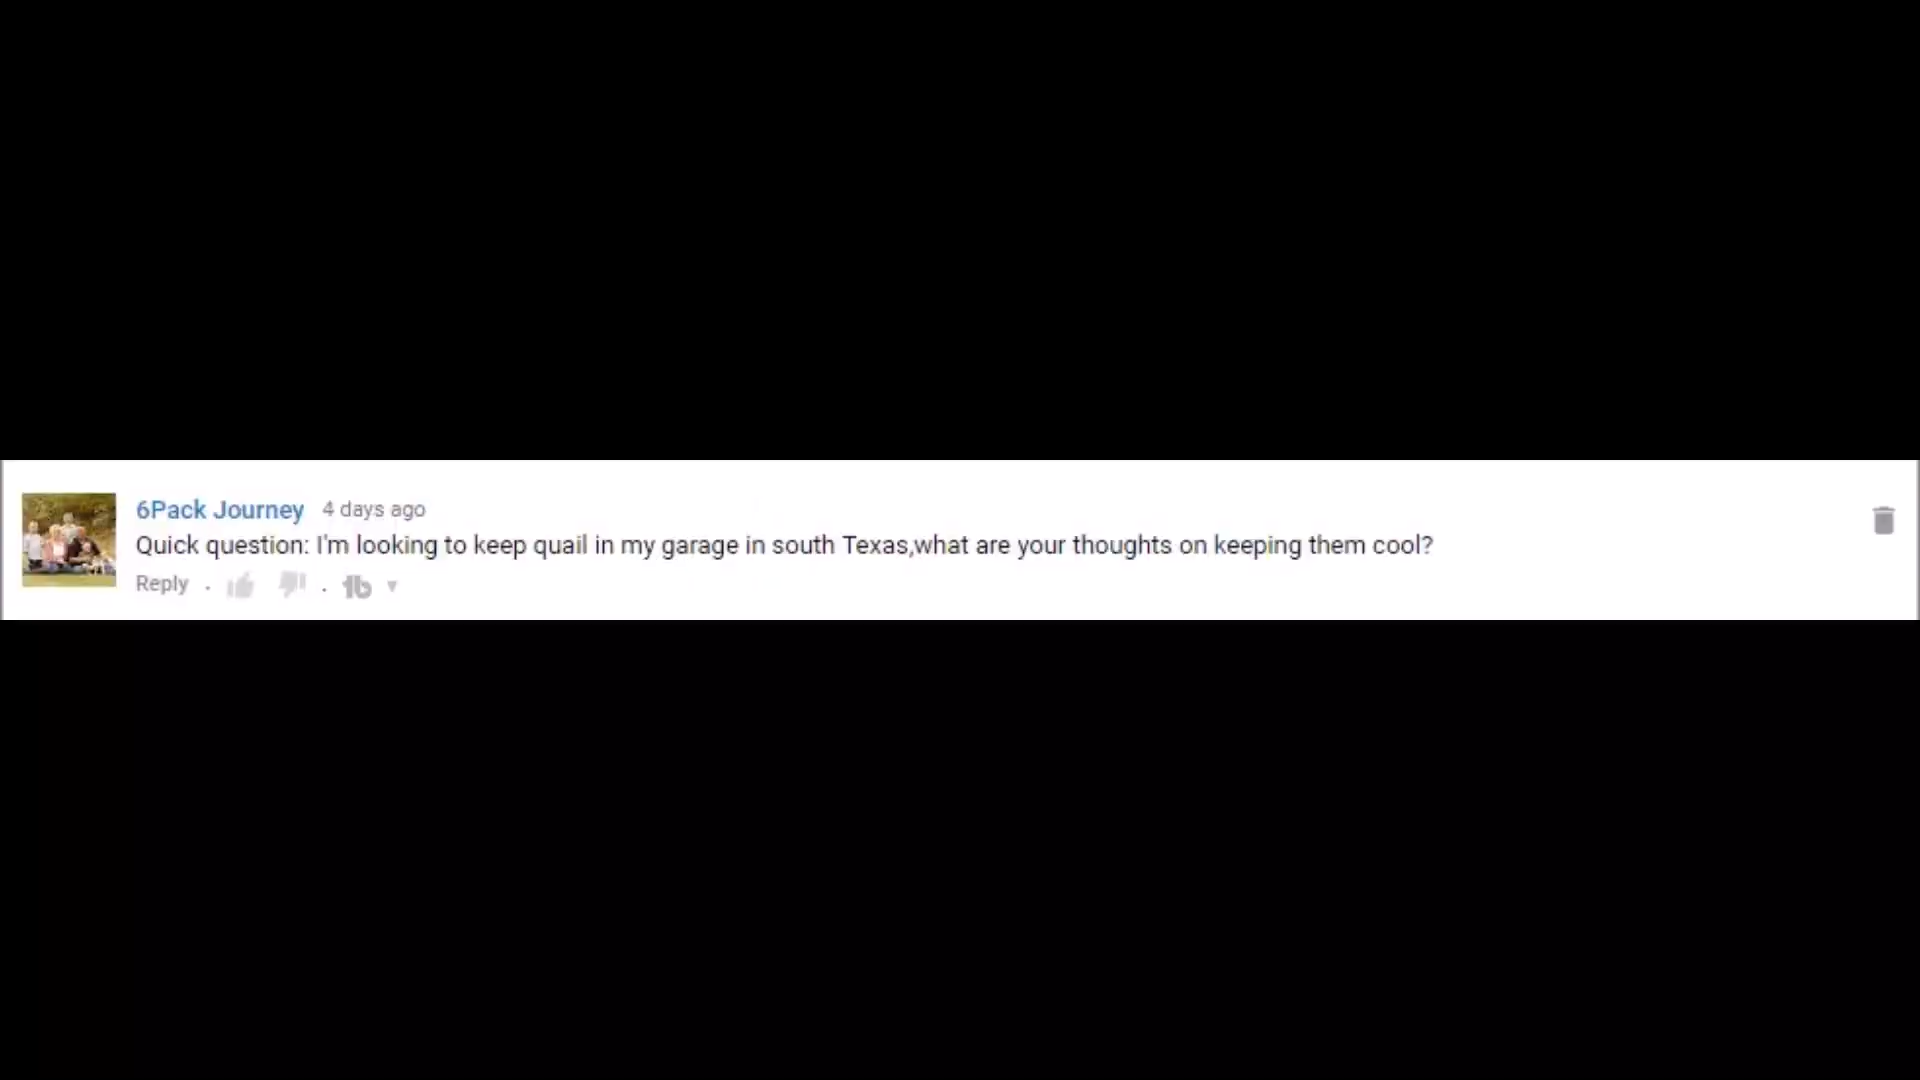 6Pack Journey 4 days ago
Quick question: I'm looking to keep quail in my garage in south Texas,what are your thoughts on keeping them cool?
Reply